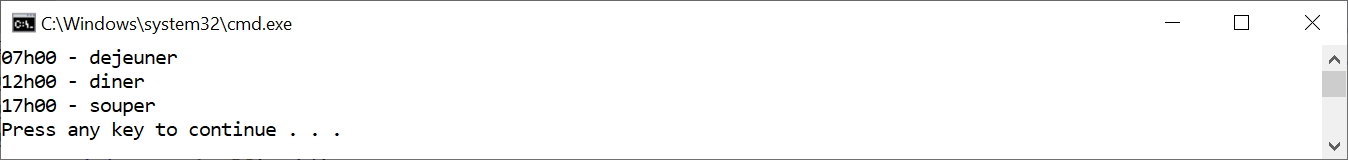 C:\Windows\system32\cmd.exe
07h00 - dejeuner
12h00 - diner
17h00 - souper
Press any key to continue . . .